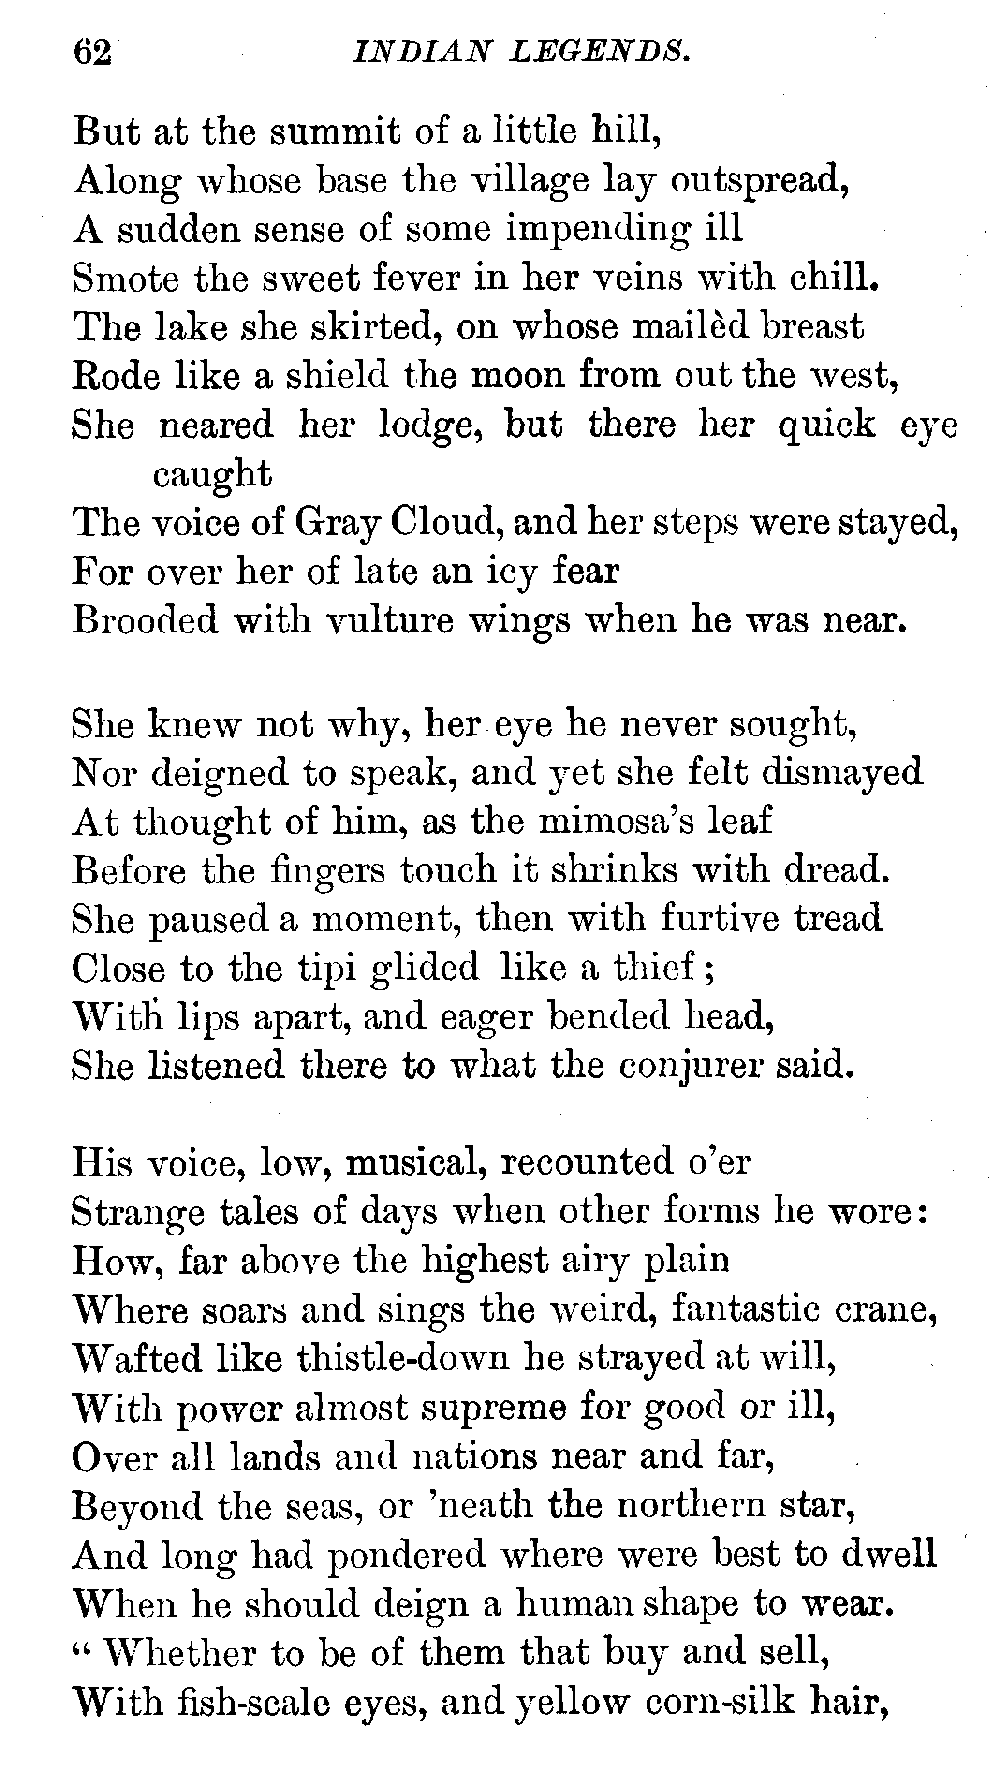 62 INDIAN LEGENDS.
But at the summit of a little hill,
Along whose base the village lay outspread,
A sudden sense of some impending ill
Smote the sweet fever in her veins with chill.
The lake she skirted, on whose mailèd breast
Rode like a shield the moon from out the west,
She neared her lodge, but there her quick eye
caught
The voice of Gray Cloud, and her steps were stayed,
For over her of late an icy fear
Brooded with vulture wings when he was near.
She knew not why, her eye he never sought,
Nor deigned to speak, and yet she felt dismayed
At thought of him, as the mimosa's leaf
Before the fingers touch it shrinks with dread.
She paused a moment, then with furtive tread
Close to the tipi glided like a thief;
With lips apart, and eager bended head,
She listened there to what the conjurer said.
His voice, low, musical, recounted o'er
Strange tales of days when other forms he wore:
How, far above the highest airy plain
Where soars and sings the weird, fantastic crane,
Wafted like thistle-down he strayed at will,
With power almost supreme for good or ill,
Over all lands and nations near and far,
Beyond the seas, or 'neath the northern star,
And long had pondered where were best to dwell
When he should deign a human shape to wear.
“ Whether to be of them that buy and sell,
With fish-scale eyes, and yellow corn-silk hair,